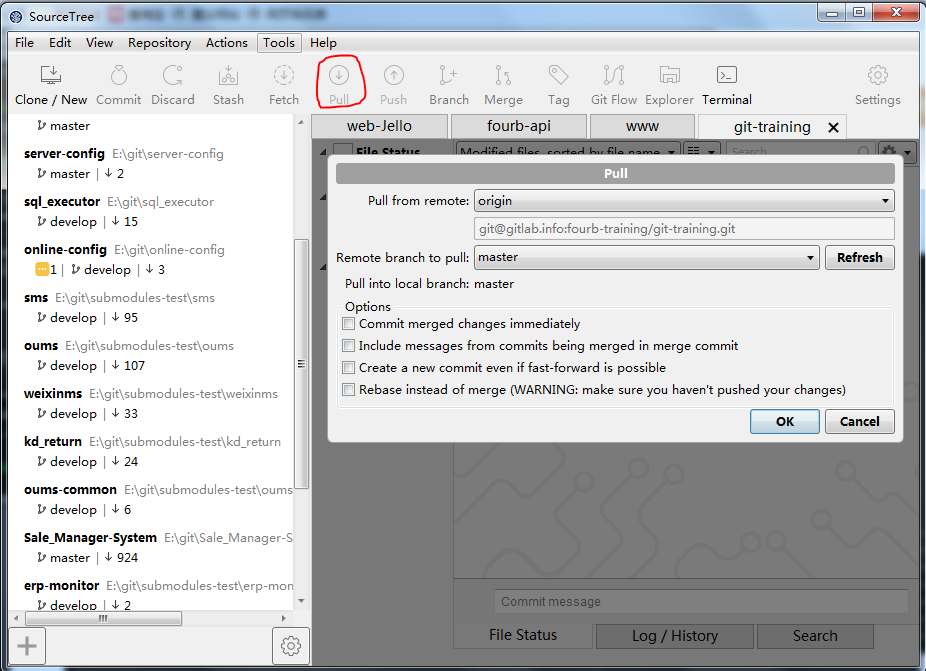 SourceTree
File Edit View Repository Actions Tools Help
Clone / New Commit Discard Stash Fetch Pull Push Branch Merge Tag Git Flow Explorer Terminal Settings
web-Jello fourb-api www git-training
master
server-config E:\git\server-config
master | 2
sql_executor E:\git\sql_executor
develop | 15
online-config E:\git\online-config
1 | develop | 3
sms E:\git\submodules-test\sms
develop | 95
oums E:\git\submodules-test\oums
develop | 107
weixinms E:\git\submodules-test\weixinms
develop | 33
kd_return E:\git\submodules-test\kd_return
develop | 24
oums-common E:\git\submodules-test\oums
develop | 6
Sale_Manager-System E:\git\Sale_Manager-S
master | 924
erp-monitor E:\git\submodules-test\erp-mon
develop | 2
File Status Modified files, sorted by file name Search
Pull
Pull from remote: origin
git@gitlab.info:fourb-training/git-training.git
Remote branch to pull: master Refresh
Pull into local branch: master
Options
Commit merged changes immediately
Include messages from commits being merged in merge commit
Create a new commit even if fast-forward is possible
Rebase instead of merge (WARNING: make sure you haven't pushed your changes)
OK Cancel
Commit message
File Status Log / History Search